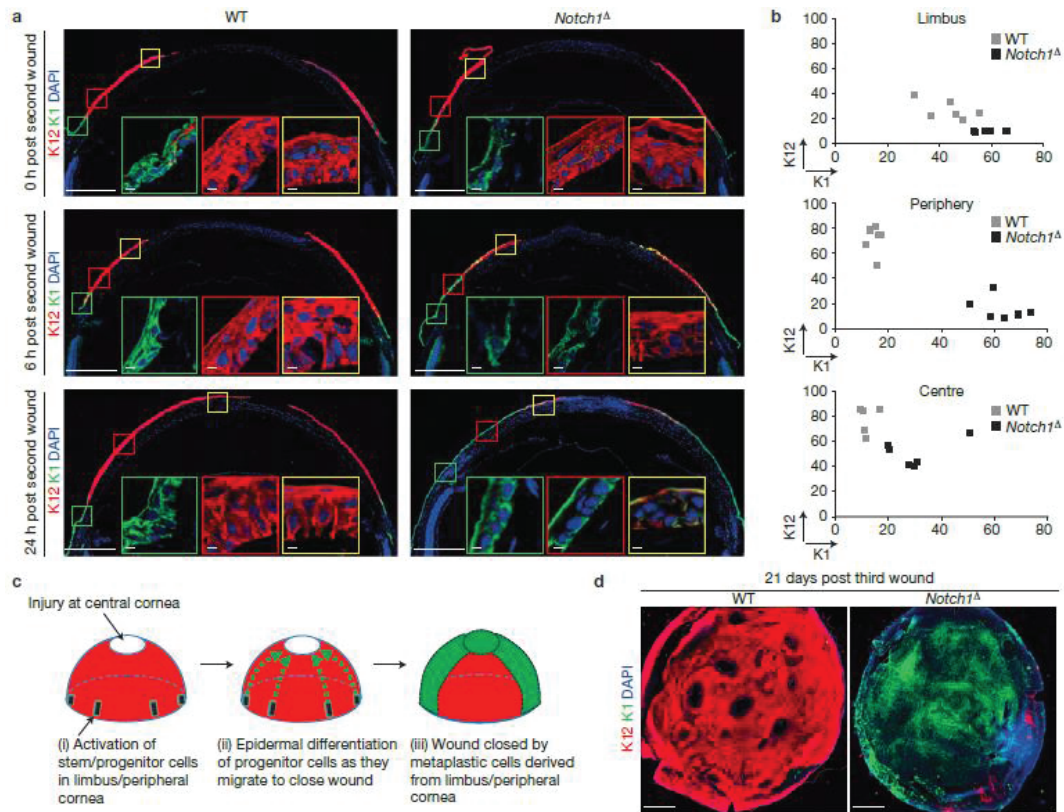 a
WT
Notch1Δ
0 h post second wound
K12 K1 DAPI
6 h post second wound
K12 K1 DAPI
24 h post second wound
K12 K1 DAPI
b
Limbus
100
80
60
40
20
0
0 20 40 60 80
K12
K1
WT
Notch1Δ
Periphery
100
80
60
40
20
0
0 20 40 60 80
K12
K1
WT
Notch1Δ
Centre
100
90
80
60
40
20
0
0 20 40 60 80
K12
K1
WT
Notch1Δ
c
Injury at central cornea
(i) Activation of
stem/progenitor cells
in limbus/peripheral
cornea
(ii) Epidermal differentiation
of progenitor cells as they
migrate to close wound
(iii) Wound closed by
metaplastic cells derived
from limbus/peripheral
cornea
d
21 days post third wound
WT
Notch1Δ
K12 K1 DAPI